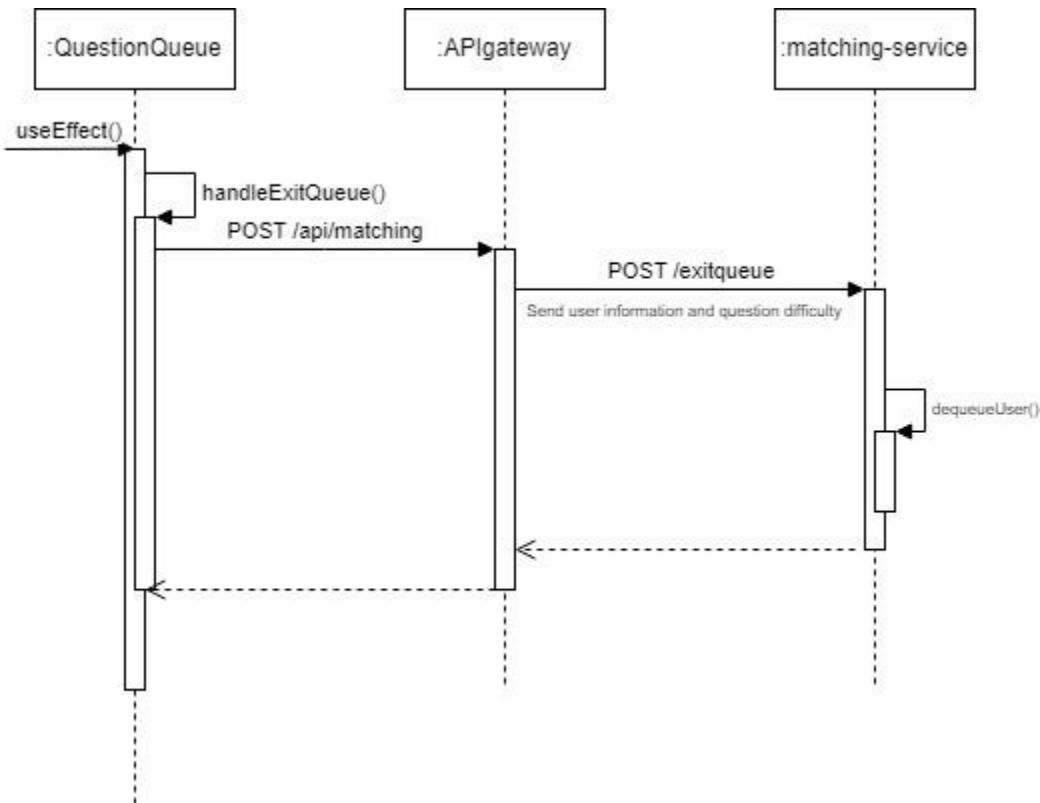 :QuestionQueue
:APIgateway
:matching-service
useEffect()
handleExitQueue()
POST /api/matching
POST /exitqueue
Send user information and question difficulty
dequeueUser()